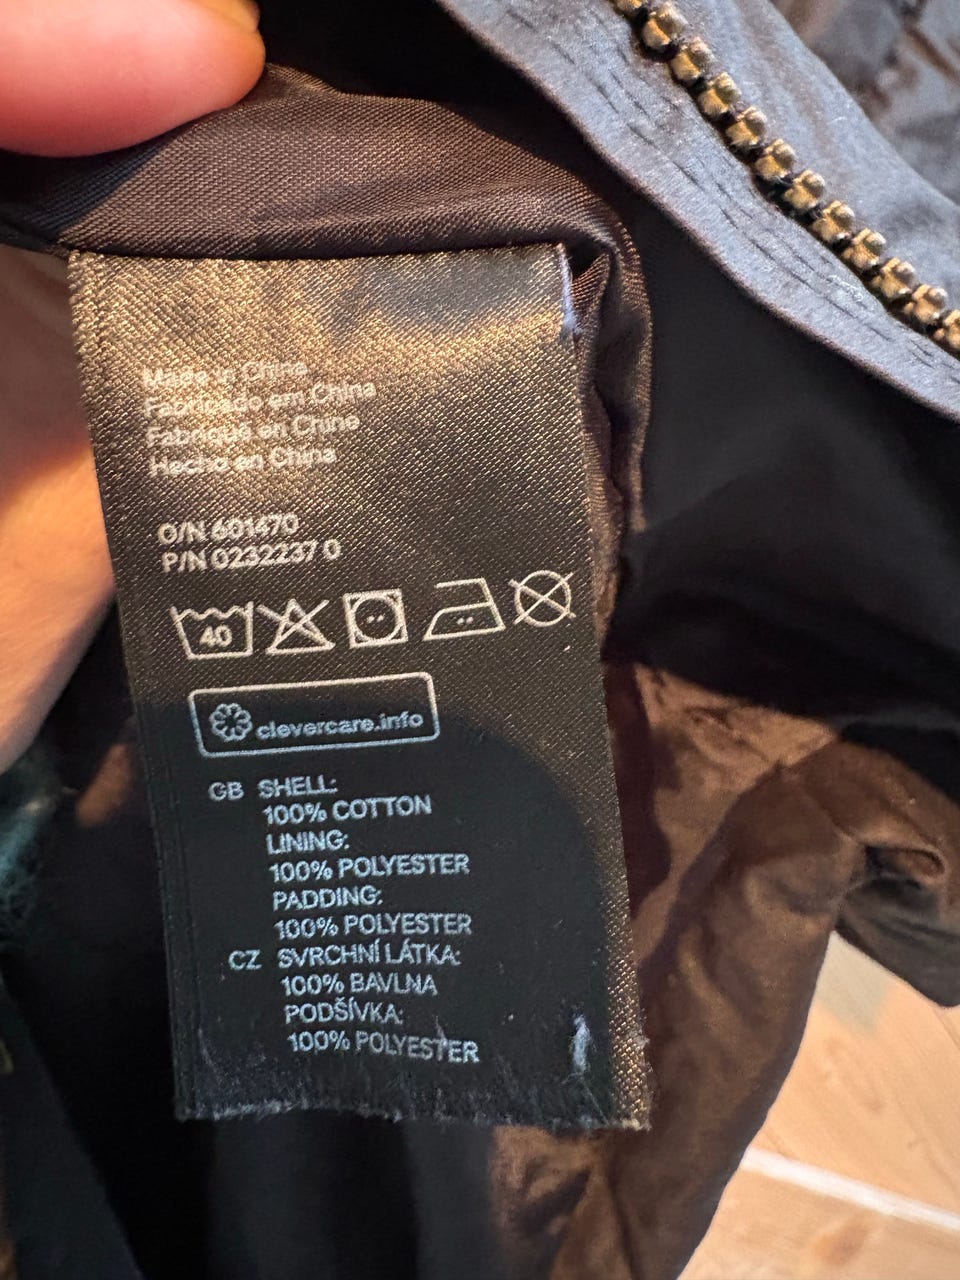 Made in China
Fabricado em China
Fabriqué en Chine
Hecho en China
O/N 601470
P/N 0232237 0
40
clevercare.info
GB SHELL:
100% COTTON
LINING:
100% POLYESTER
PADDING:
100% POLYESTER
CZ SVRCHNÍ LÁTKA:
100% BAVLNA
PODŠÍVKA:
100% POLYESTER